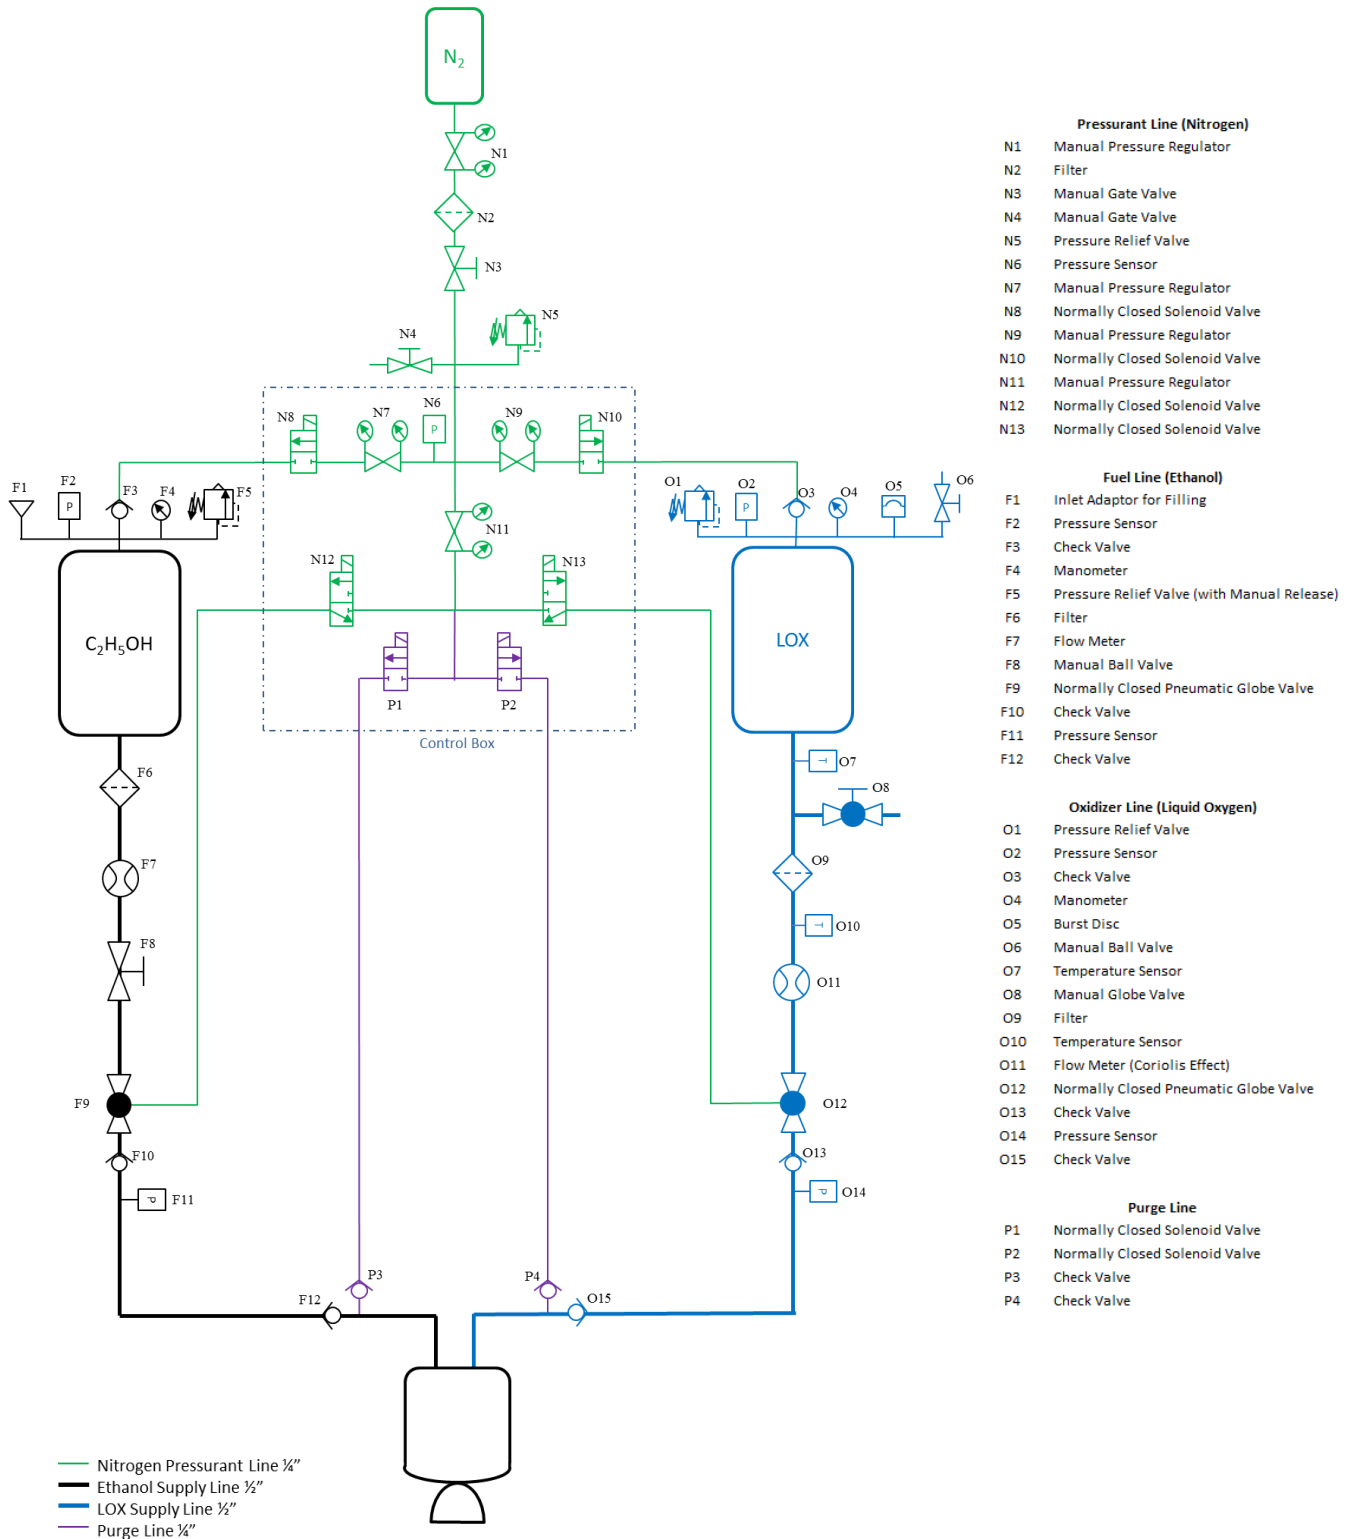 N₂
N1
N2
N3
N4
N5
N6
N7
N8
N9
N10
N11
N12
N13
P
P1
P2
Control Box
F1
F2
F3
F4
F5
P
C₂H₅OH
F6
F7
F8
F9
F10
F11
P
F12
P3
P4
O1
O2
O3
O4
O5
O6
P
LOX
O7
T
O8
O9
O10
T
O11
O12
O13
O14
P
O15
Nitrogen Pressurant Line ¼”
Ethanol Supply Line ½”
LOX Supply Line ½”
Purge Line ¼”
Pressurant Line (Nitrogen)
N1 Manual Pressure Regulator
N2 Filter
N3 Manual Gate Valve
N4 Manual Gate Valve
N5 Pressure Relief Valve
N6 Pressure Sensor
N7 Manual Pressure Regulator
N8 Normally Closed Solenoid Valve
N9 Manual Pressure Regulator
N10 Normally Closed Solenoid Valve
N11 Manual Pressure Regulator
N12 Normally Closed Solenoid Valve
N13 Normally Closed Solenoid Valve
Fuel Line (Ethanol)
F1 Inlet Adaptor for Filling
F2 Pressure Sensor
F3 Check Valve
F4 Manometer
F5 Pressure Relief Valve (with Manual Release)
F6 Filter
F7 Flow Meter
F8 Manual Ball Valve
F9 Normally Closed Pneumatic Globe Valve
F10 Check Valve
F11 Pressure Sensor
F12 Check Valve
Oxidizer Line (Liquid Oxygen)
O1 Pressure Relief Valve
O2 Pressure Sensor
O3 Check Valve
O4 Manometer
O5 Burst Disc
O6 Manual Ball Valve
O7 Temperature Sensor
O8 Manual Globe Valve
O9 Filter
O10 Temperature Sensor
O11 Flow Meter (Coriolis Effect)
O12 Normally Closed Pneumatic Globe Valve
O13 Check Valve
O14 Pressure Sensor
O15 Check Valve
Purge Line
P1 Normally Closed Solenoid Valve
P2 Normally Closed Solenoid Valve
P3 Check Valve
P4 Check Valve